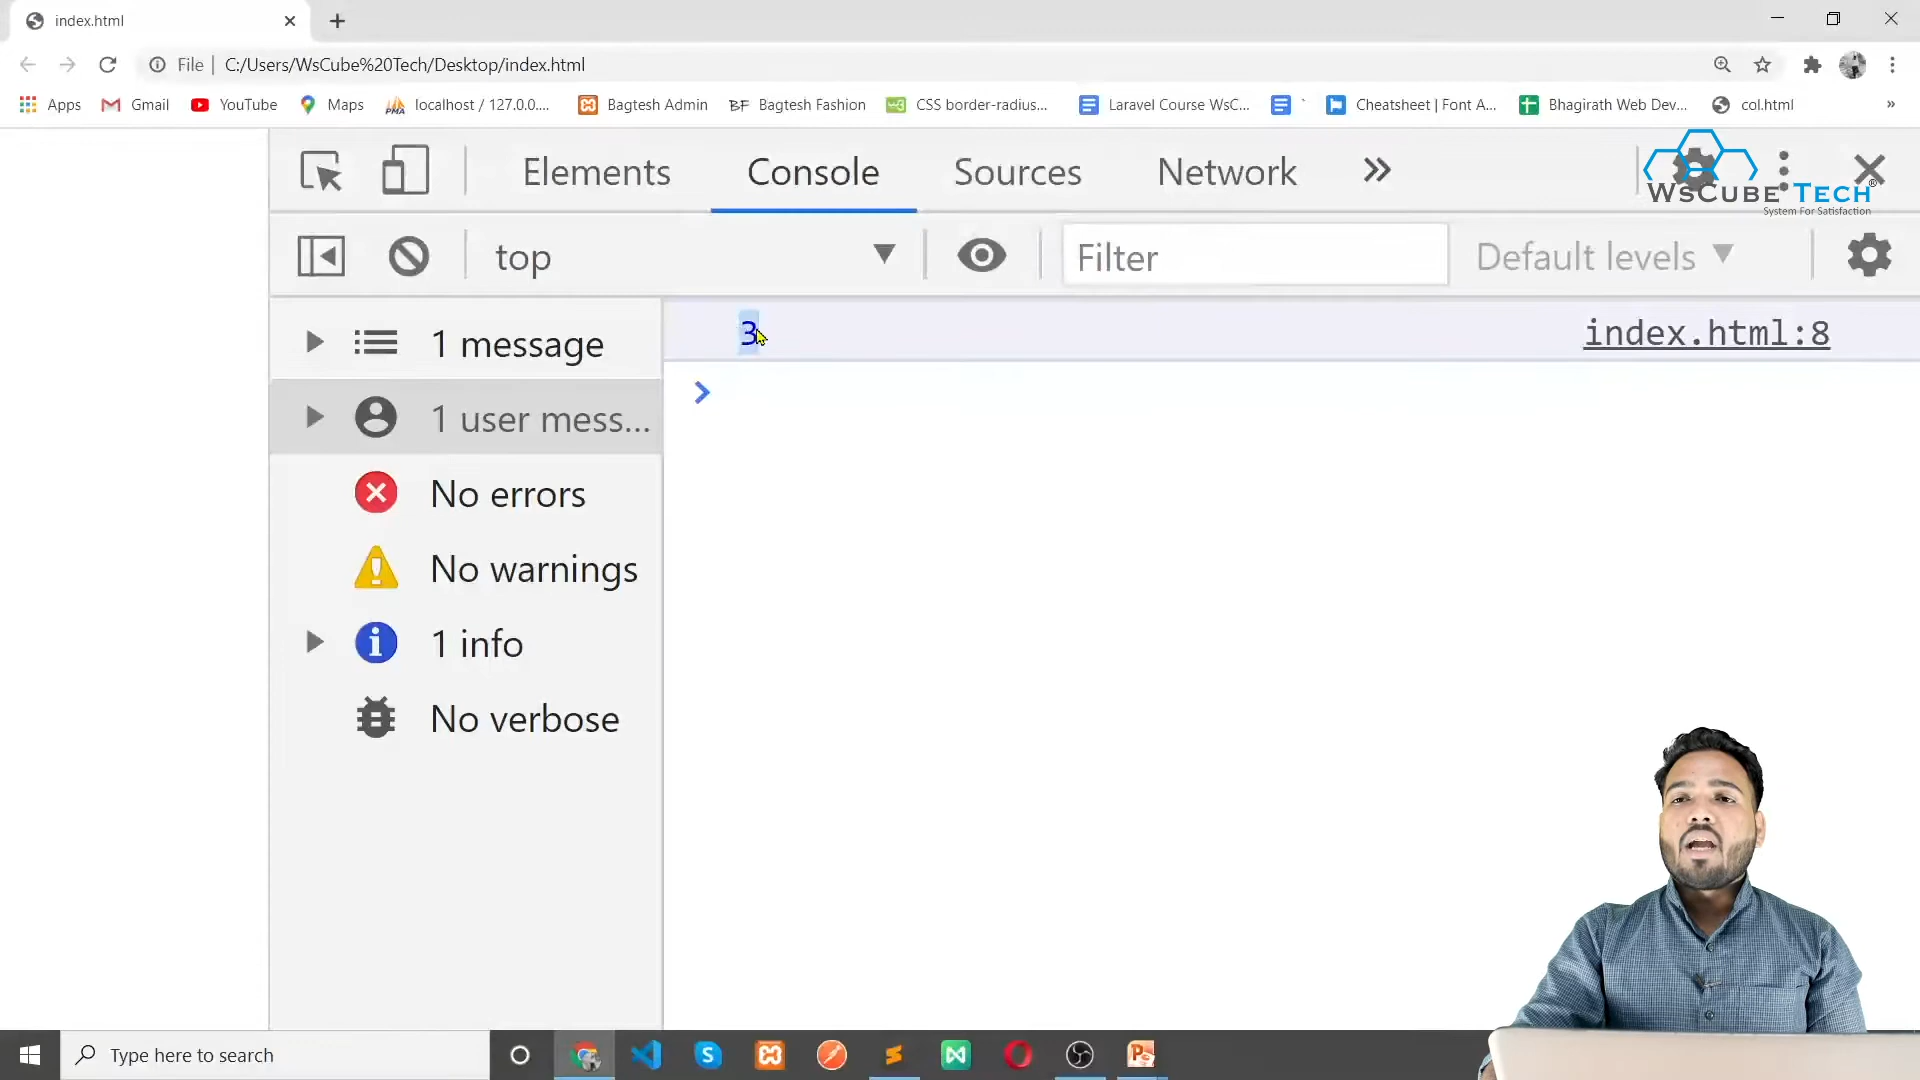 index.html
File | C:/Users/WsCube%20Tech/Desktop/index.html
Apps Gmail YouTube Maps localhost / 127.0.0.... Bagtesh Admin BF Bagtesh Fashion CSS border-radius... Laravel Course WsC... ` Cheatsheet | Font A... Bhagirath Web Dev... col.html »
Elements Console Sources Network
WsCube Tech®
System For Satisfaction
top Filter Default levels
1 message
3 index.html:8
1 user mess...
No errors
No warnings
1 info
No verbose
Type here to search